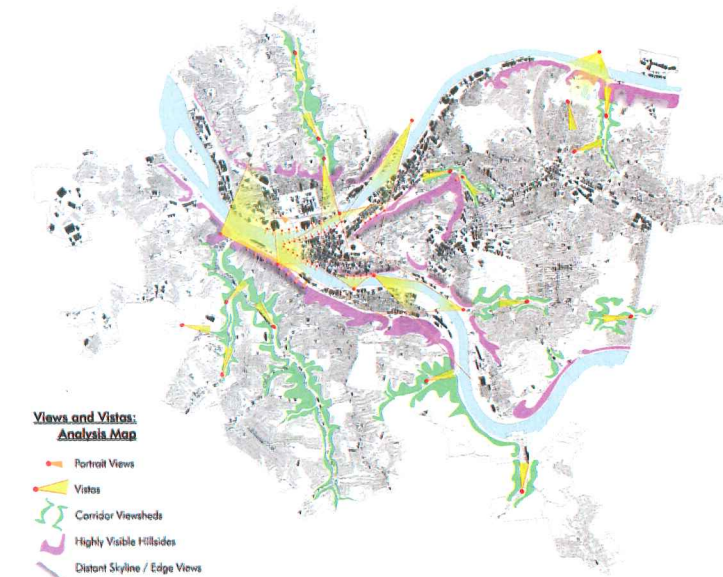 Views and Vistas:
Analysis Map
Portrait Views
Vistas
Corridor Viewsheds
Highly Visible Hillsides
Distant Skyline / Edge Views